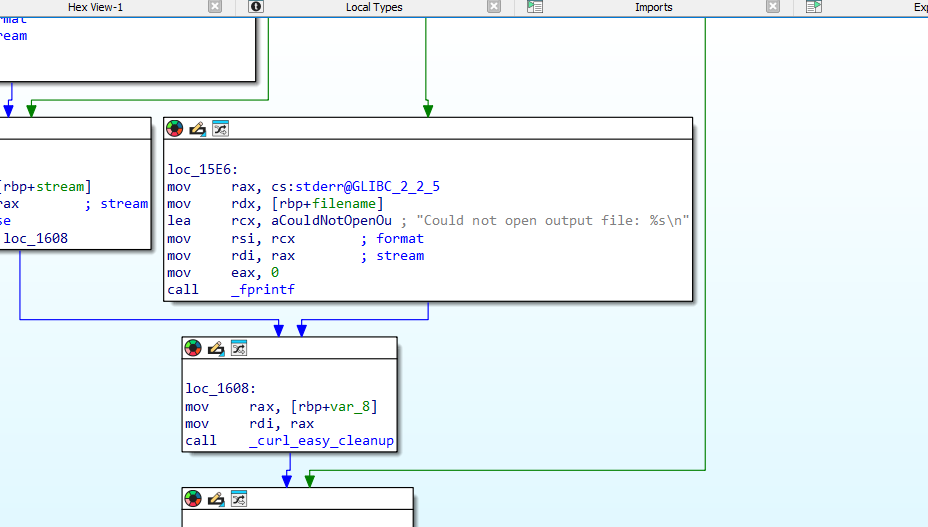 Hex View-1 Local Types Imports
ream
loc_15E6:
mov rax, cs:stderr@GLIBC_2_2_5
mov rdx, [rbp+filename]
lea rcx, aCouldNotOpenOu ; "Could not open output file: %s\n"
mov rsi, rcx ; format
mov rdi, rax ; stream
mov eax, 0
call _fprintf
[rbp+stream]
rax ; stream
se
loc_1608
loc_1608:
mov rax, [rbp+var_8]
mov rdi, rax
call _curl_easy_cleanup